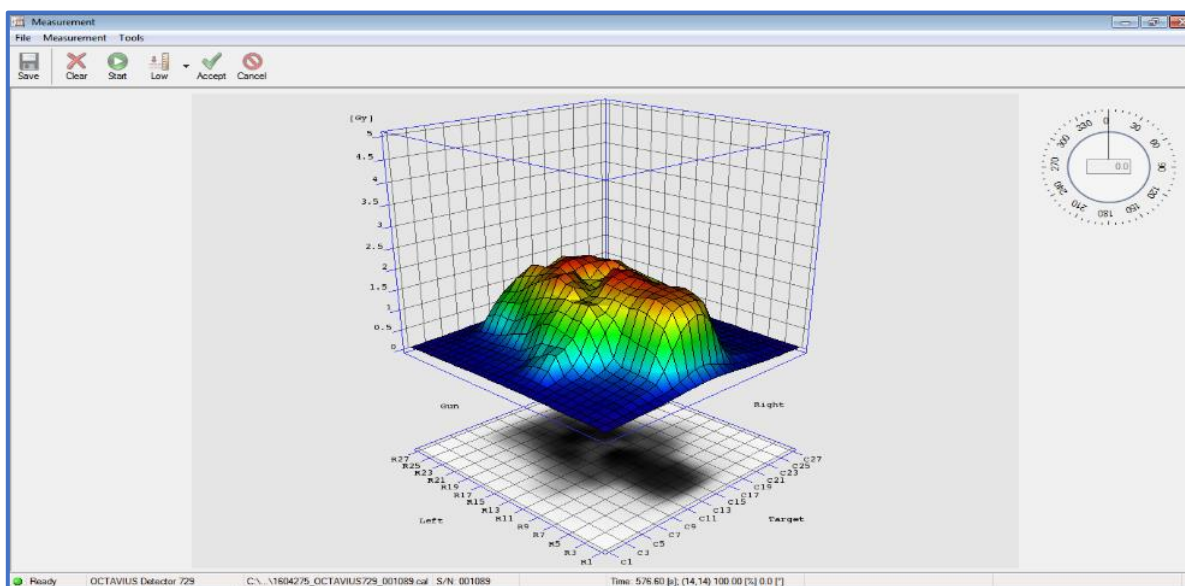 Measurement
File Measurement Tools
Save Clear Start Low Accept Cancel
[Gy]
5
4.5
4
3.5
3
2.5
2
1.5
1
0.5
0
0 30 60 90 120 150 180 210 240 270 300 330
0.0
Gun Right
R27 C27
R25 C25
R23 C23
R21 C21
R19 C19
R17 C17
R15 C15
R13 C13
R11 C11
R9 C9
R7 C7
R5 C5
R3 C3
R1 C1
Left Target
Ready OCTAVIUS Detector 729 C:\...\1604275_OCTAVIUS729_001089.cal S/N: 001089 Time: 576.60 [s]; (14,14) 100.00 [%] 0.0 [°]